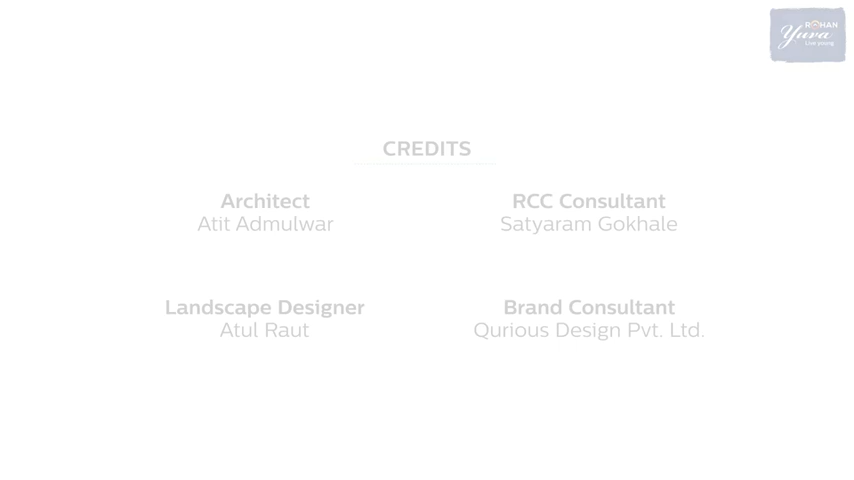 ROHAN
Yuva
Live young
CREDITS
Architect
Atit Admulwar
RCC Consultant
Satyaram Gokhale
Landscape Designer
Atul Raut
Brand Consultant
Qurious Design Pvt. Ltd.